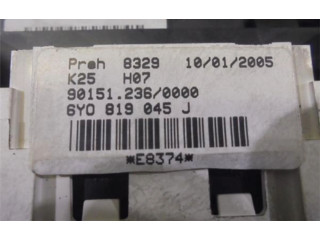 Preh 8329 10/01/2005
K25 H07
90151.236/0000
6Y0 819 045 J
*E8374*